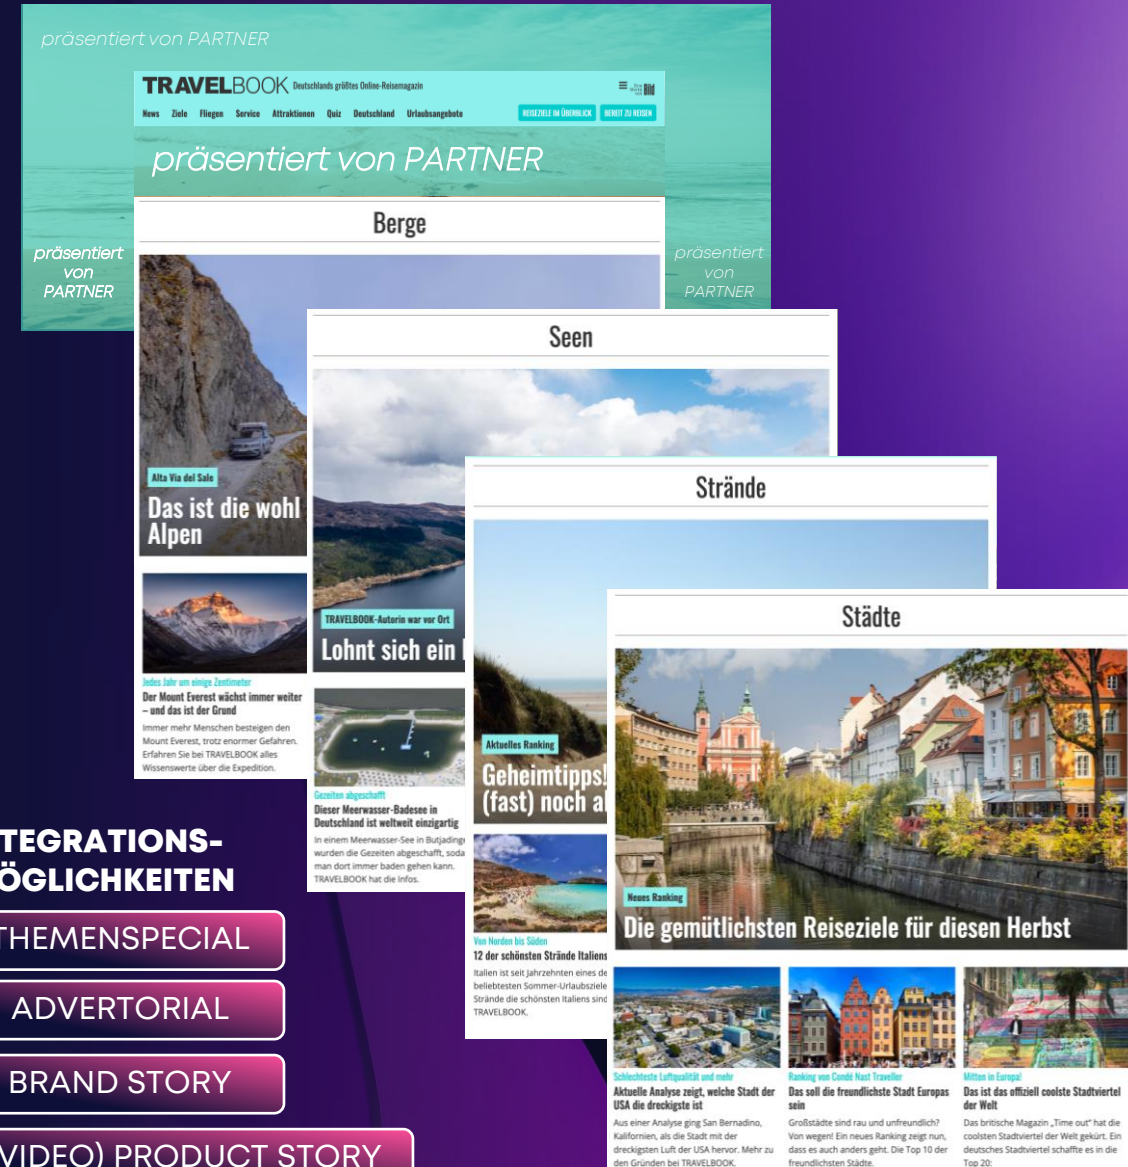 präsentiert von PARTNER
TRAVELBOOK Deutschlands größtes Online-Reisemagazin
Bild
News Ziele Fliegen Service Attraktionen Quiz Deutschland Urlaubsangebote
REISEZIELE IM ÜBERBLICK BEREIT ZU REISEN
präsentiert von PARTNER
präsentiert
von
PARTNER
präsentiert
von
PARTNER
Berge
Alta Via del Sale
Das ist die wohl
Alpen
Jedes Jahr um einige Zentimeter
Der Mount Everest wächst immer weiter
– und das ist der Grund
Immer mehr Menschen besteigen den
Mount Everest, trotz enormer Gefahren.
Erfahren Sie bei TRAVELBOOK alles
Wissenswerte über die Expedition.
Seen
TRAVELBOOK-Autorin war vor Ort
Lohnt sich ein
Gezeiten abgeschafft
Dieser Meerwasser-Badesee in
Deutschland ist weltweit einzigartig
In einem Meerwasser-See in Butjadinge
wurden die Gezeiten abgeschafft, soda
man dort immer baden gehen kann.
TRAVELBOOK hat die Infos.
Strände
Aktuelles Ranking
Geheimtipps!
(fast) noch al
Von Norden bis Süden
12 der schönsten Strände Italiens
Italien ist seit Jahrzehnten eines de
beliebtesten Sommer-Urlaubsziele
Strände die schönsten Italiens sind
TRAVELBOOK.
Städte
Neues Ranking
Die gemütlichsten Reiseziele für diesen Herbst
Schlechteste Luftqualität und mehr
Aktuelle Analyse zeigt, welche Stadt der
USA die dreckigste ist
Aus einer Analyse ging San Bernadino,
Kalifornien, als die Stadt mit der
dreckigsten Luft der USA hervor. Mehr zu
den Gründen bei TRAVELBOOK.
Ranking von Condé Nast Traveller
Das soll die freundlichste Stadt Europas
sein
Großstädte sind rau und unfreundlich?
Von wegen! Ein neues Ranking zeigt nun,
dass es auch anders geht. Die Top 10 der
freundlichsten Städte.
Mitten in Europa!
Das ist das offiziell coolste Stadtviertel
der Welt
Das britische Magazin „Time out“ hat die
coolsten Stadtviertel der Welt gekürt. Ein
deutsches Stadtviertel schaffte es in die
Top 20:
NTEGRATIONS-
ÖGLICHKEITEN
THEMENSPECIAL
ADVERTORIAL
BRAND STORY
VIDEO) PRODUCT STORY